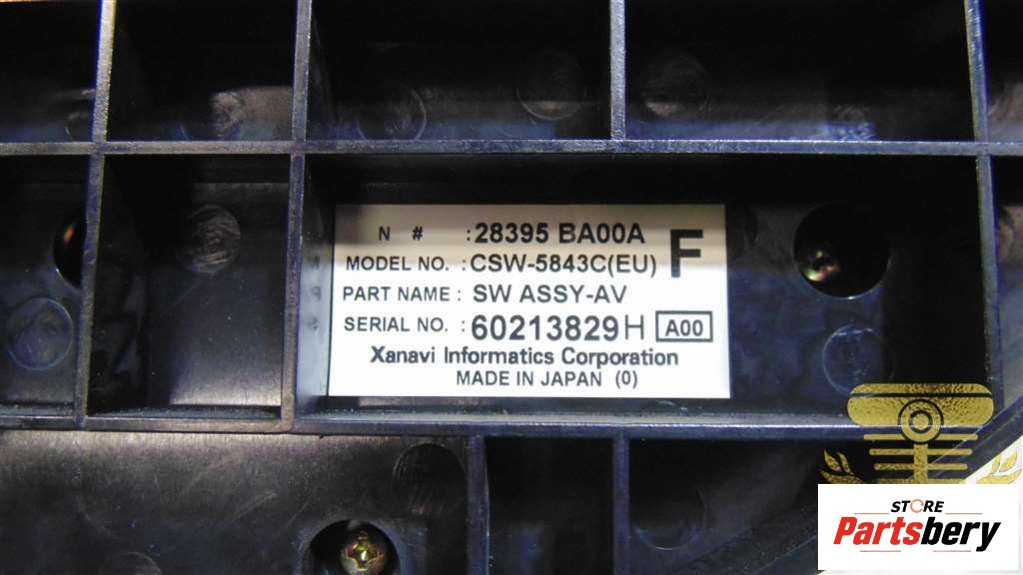 N # : 28395 BA00A
F
MODEL NO. : CSW-5843C(EU)
PART NAME : SW ASSY-AV
SERIAL NO. : 60213829H A00
Xanavi Informatics Corporation
MADE IN JAPAN (0)
STORE
Partsbery